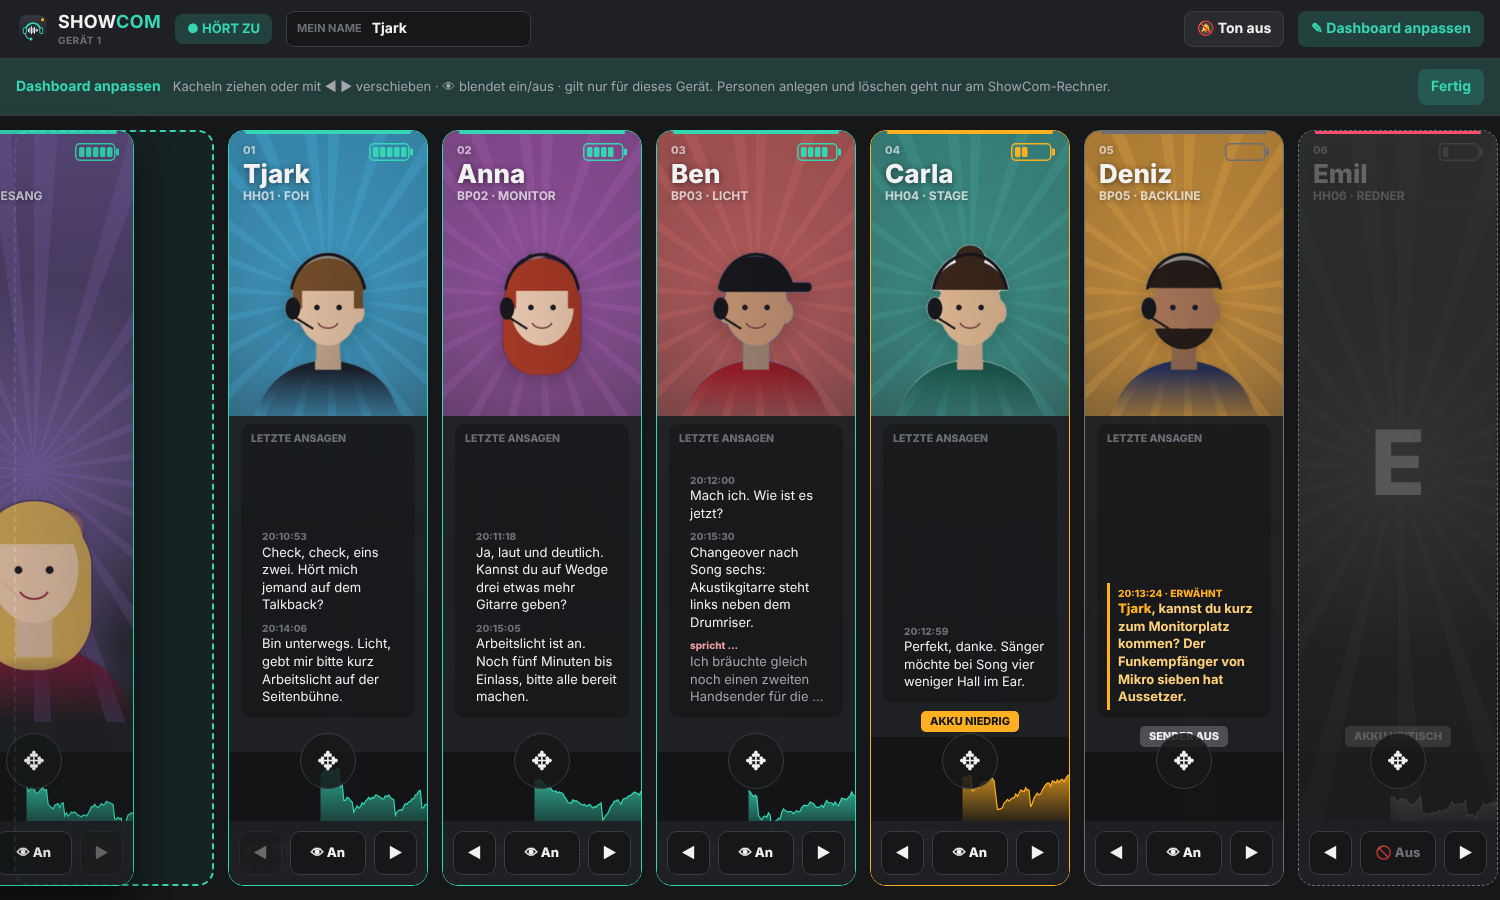 SHOWCOM
GERÄT 1
HÖRT ZU
MEIN NAME Tjark
Ton aus
Dashboard anpassen
Dashboard anpassen Kacheln ziehen oder mit ◀ ▶ verschieben · 👁 blendet ein/aus · gilt nur für dieses Gerät. Personen anlegen und löschen geht nur am ShowCom-Rechner.
Fertig
ESANG
An
01
Tjark
HH01 · FOH
LETZTE ANSAGEN
20:10:53
Check, check, eins
zwei. Hört mich
jemand auf dem
Talkback?
20:14:06
Bin unterwegs. Licht,
gebt mir bitte kurz
Arbeitslicht auf der
Seitenbühne.
An
02
Anna
BP02 · MONITOR
LETZTE ANSAGEN
20:11:18
Ja, laut und deutlich.
Kannst du auf Wedge
drei etwas mehr
Gitarre geben?
20:15:05
Arbeitslicht ist an.
Noch fünf Minuten bis
Einlass, bitte alle bereit
machen.
An
03
Ben
BP03 · LICHT
LETZTE ANSAGEN
20:12:00
Mach ich. Wie ist es
jetzt?
20:15:30
Changeover nach
Song sechs:
Akustikgitarre steht
links neben dem
Drumriser.
spricht ...
Ich bräuchte gleich
noch einen zweiten
Handsender für die ...
An
04
Carla
HH04 · STAGE
LETZTE ANSAGEN
20:12:59
Perfekt, danke. Sänger
möchte bei Song vier
weniger Hall im Ear.
AKKU NIEDRIG
An
05
Deniz
BP05 · BACKLINE
LETZTE ANSAGEN
20:13:24 · ERWÄHNT
Tjark, kannst du kurz
zum Monitorplatz
kommen? Der
Funkempfänger von
Mikro sieben hat
Aussetzer.
SENDER AUS
An
06
Emil
HH06 · REDNER
E
AKKU KRITISCH
Aus